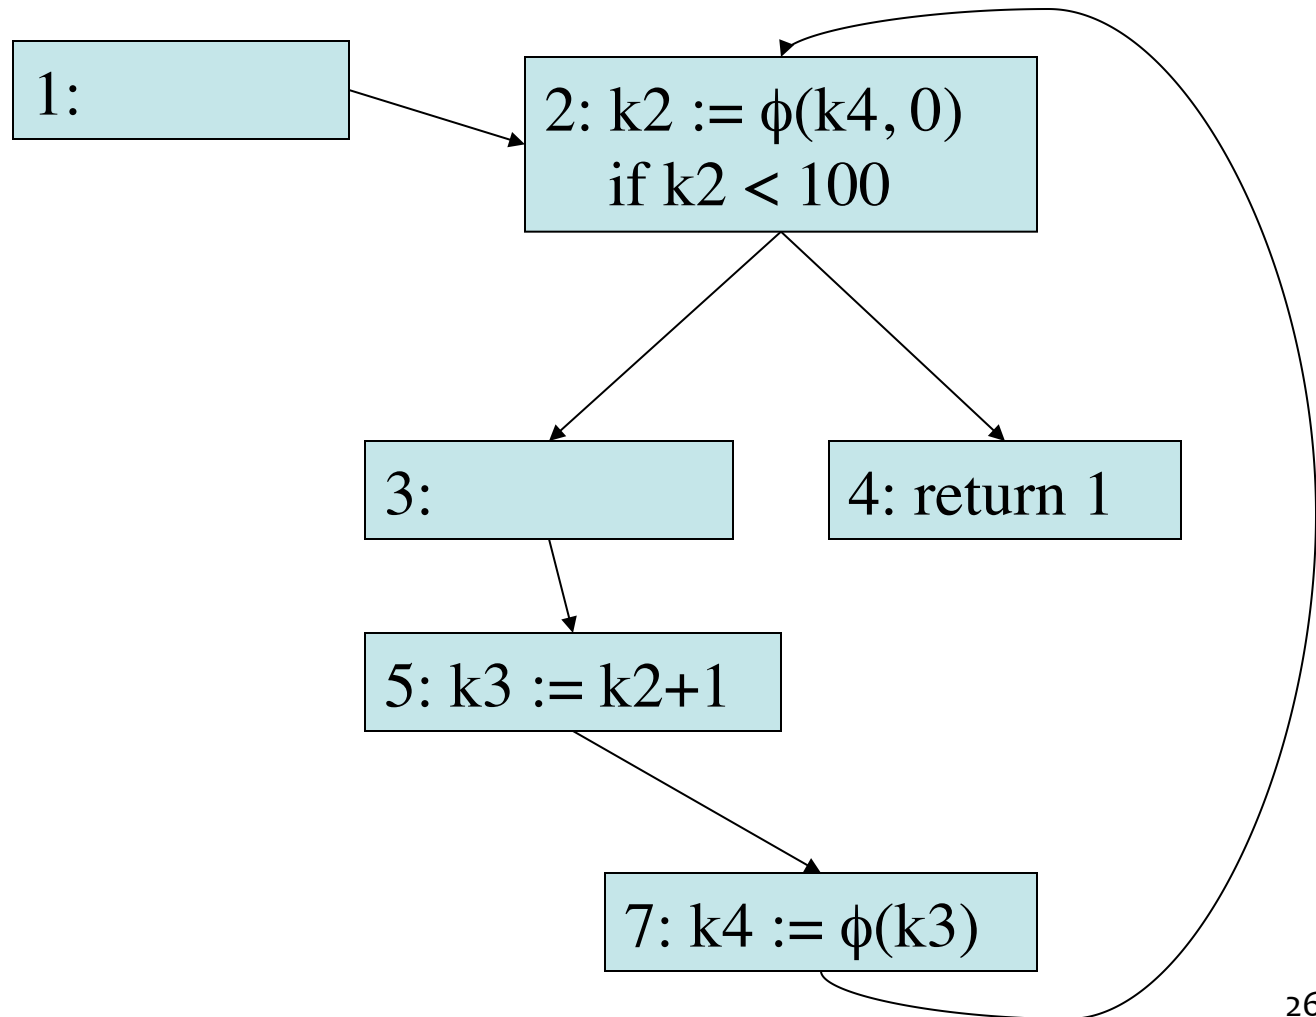 1:
2: k2 := ϕ(k4, 0)
if k2 < 100
3:
4: return 1
5: k3 := k2+1
7: k4 := ϕ(k3)
26